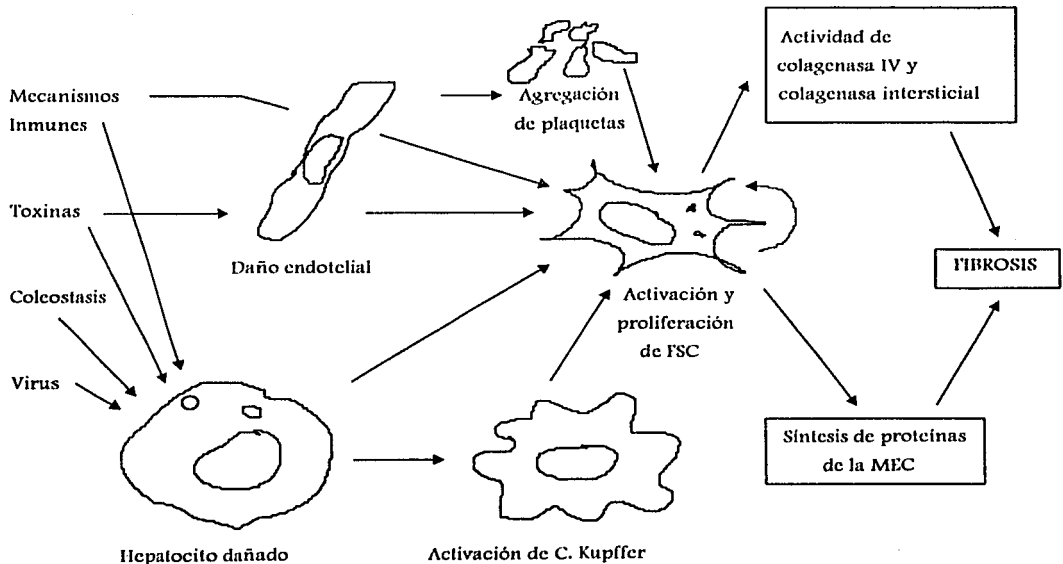 Mecanismos
Inmunes
Toxinas
Colcostasis
Virus
Daño endotelial
Hepatocito dañado
Agregación
de plaquetas
Activación y
proliferación
de FSC
Activación de C. Kupffer
Actividad de
colagenasa IV y
colagenasa intersticial
FIBROSIS
Síntesis de proteínas
de la MEC